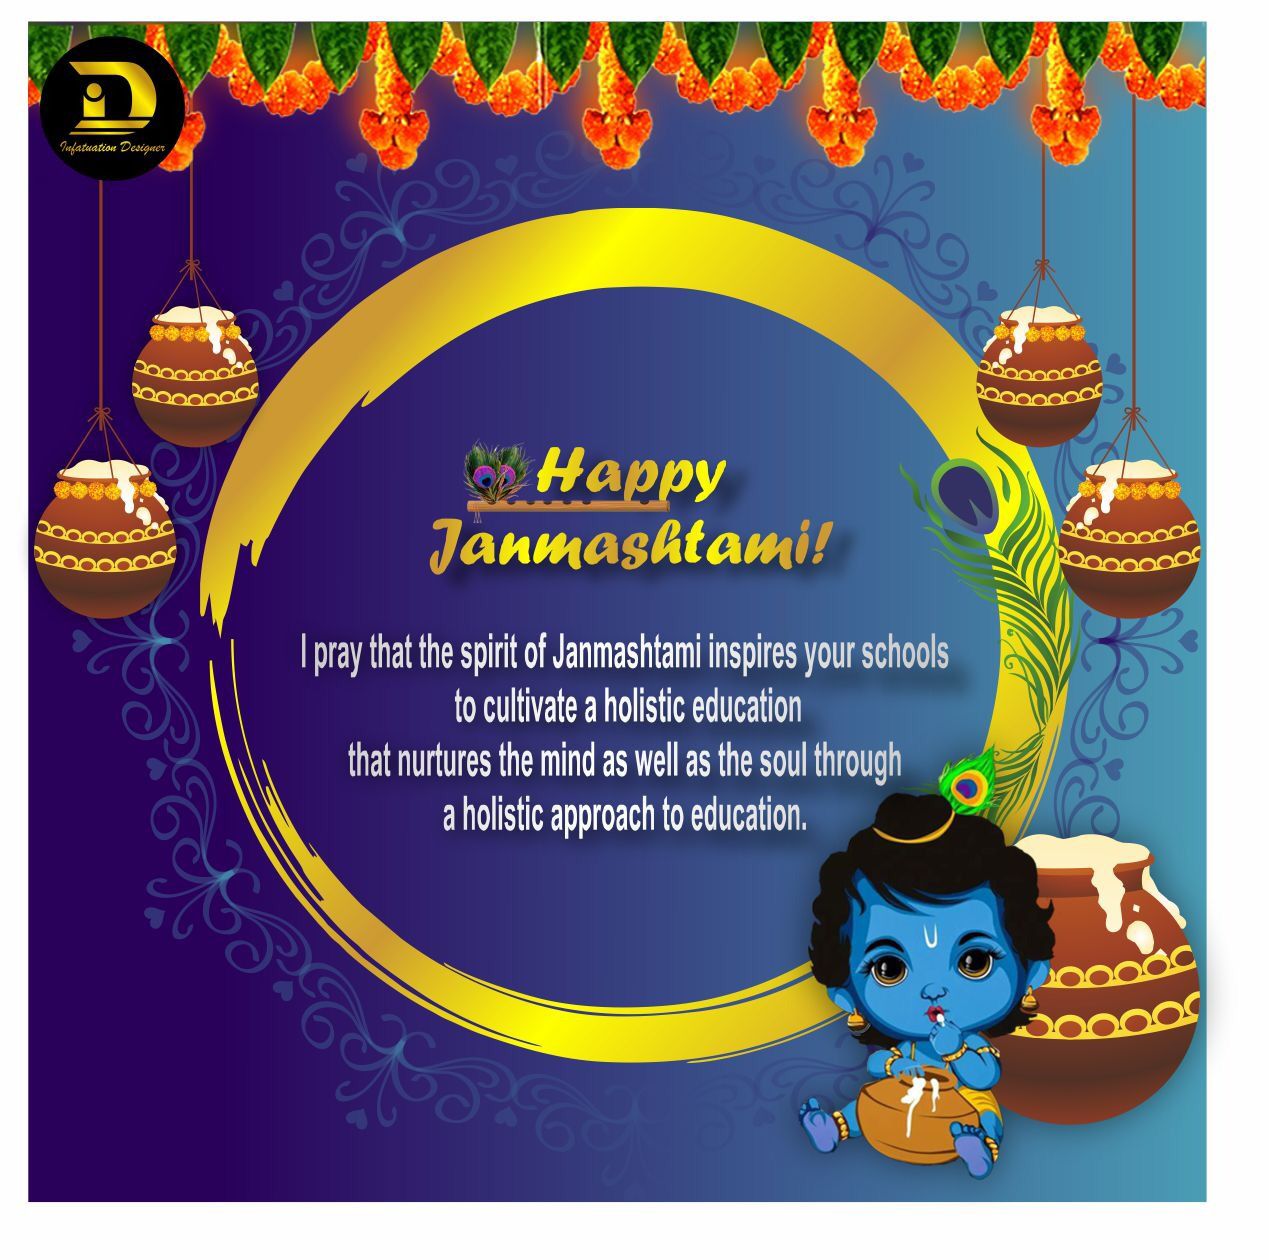 iD
Infatuation Designer
Happy
Janmashtami!
I pray that the spirit of Janmashtami inspires your schools
to cultivate a holistic education
that nurtures the mind as well as the soul through
a holistic approach to education.